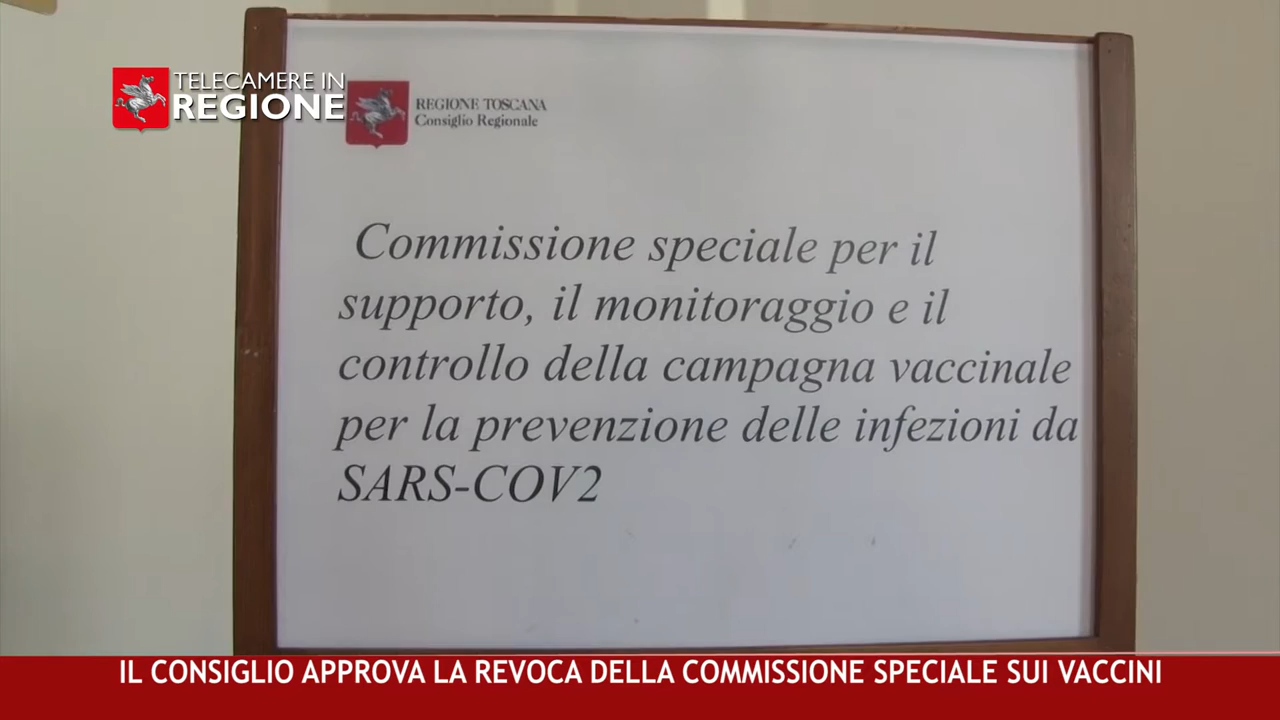 TELECAMERE IN
REGIONE
REGIONE TOSCANA
Consiglio Regionale
Commissione speciale per il
supporto, il monitoraggio e il
controllo della campagna vaccinale
per la prevenzione delle infezioni da
SARS-COV2
IL CONSIGLIO APPROVA LA REVOCA DELLA COMMISSIONE SPECIALE SUI VACCINI